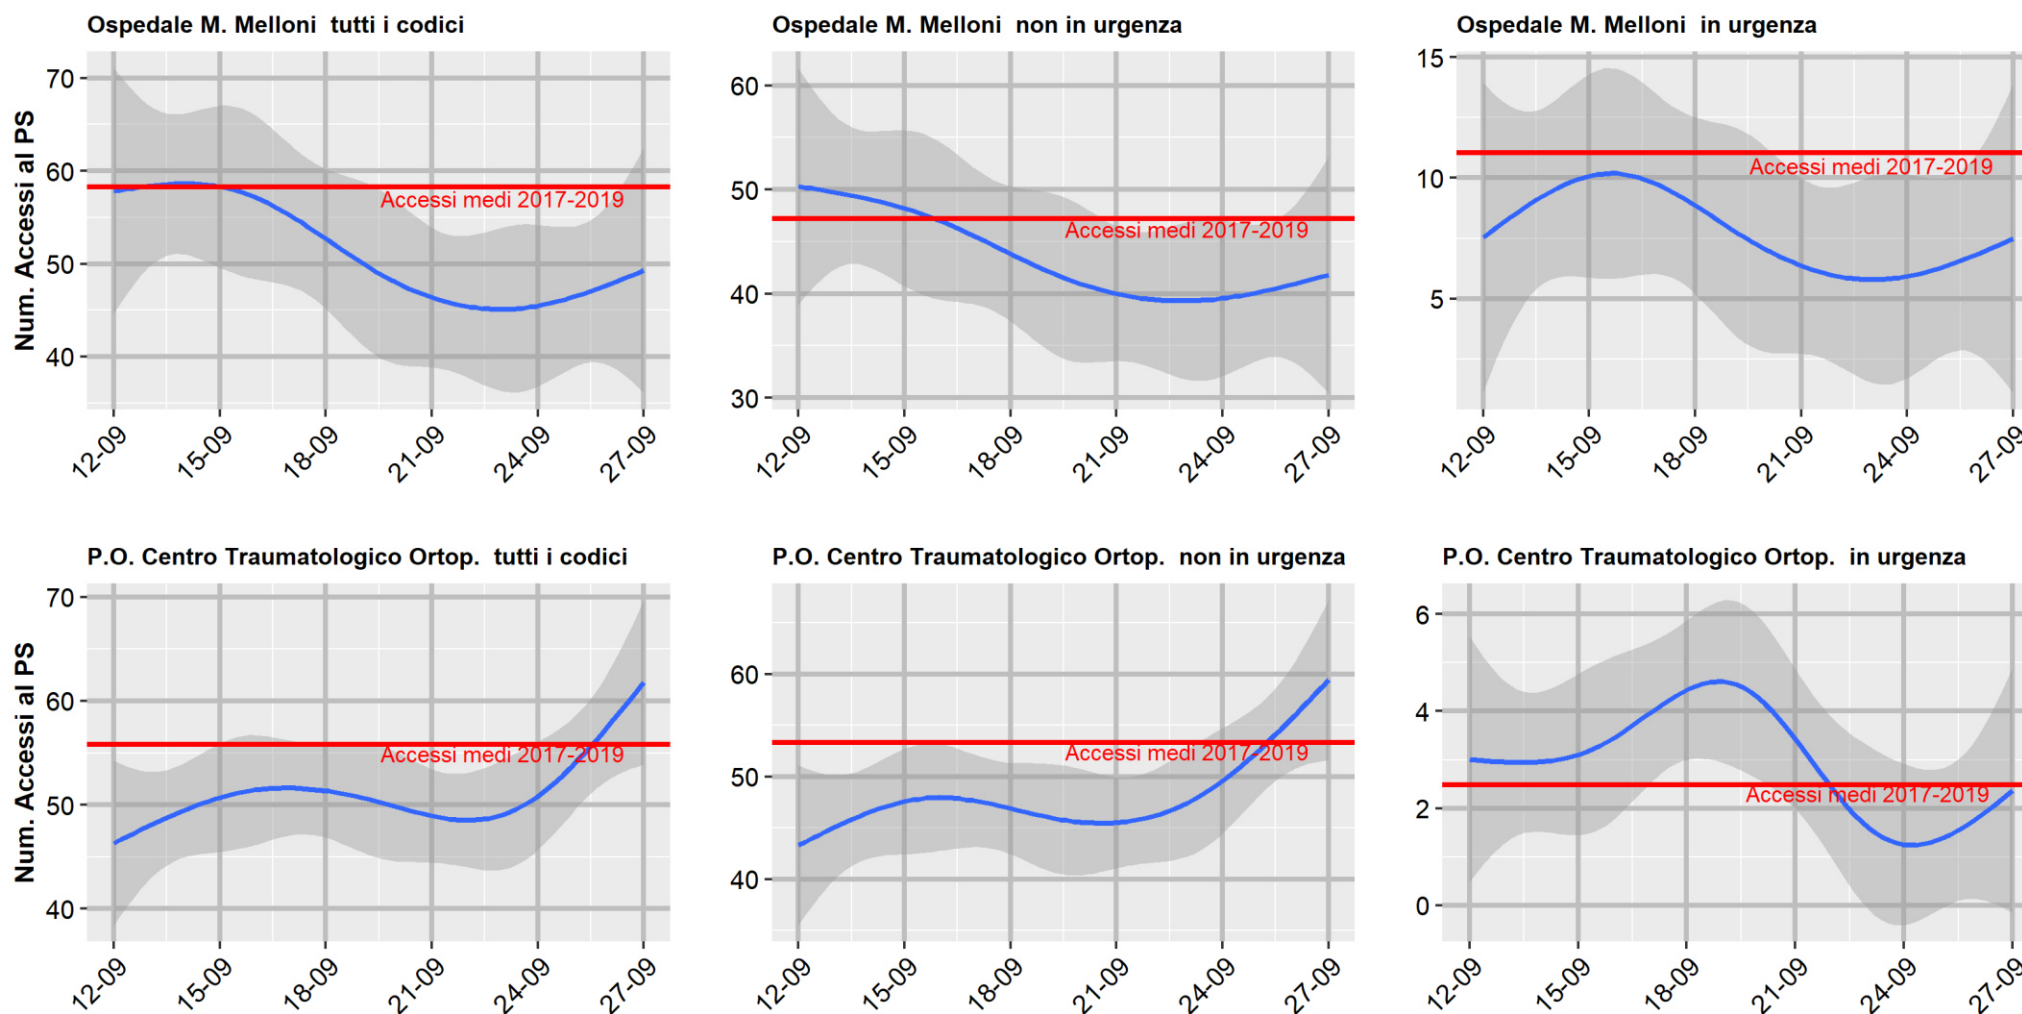 Ospedale M. Melloni  tutti i codici
Num. Accessi al PS
70
60
50
40
Accessi medi 2017-2019
12-09 15-09 18-09 21-09 24-09 27-09
Ospedale M. Melloni  non in urgenza
60
50
40
30
Accessi medi 2017-2019
12-09 15-09 18-09 21-09 24-09 27-09
Ospedale M. Melloni  in urgenza
15
10
5
Accessi medi 2017-2019
12-09 15-09 18-09 21-09 24-09 27-09
P.O. Centro Traumatologico Ortop.  tutti i codici
Num. Accessi al PS
70
60
50
40
Accessi medi 2017-2019
12-09 15-09 18-09 21-09 24-09 27-09
P.O. Centro Traumatologico Ortop.  non in urgenza
60
50
40
Accessi medi 2017-2019
12-09 15-09 18-09 21-09 24-09 27-09
P.O. Centro Traumatologico Ortop.  in urgenza
6
4
2
0
Accessi medi 2017-2019
12-09 15-09 18-09 21-09 24-09 27-09